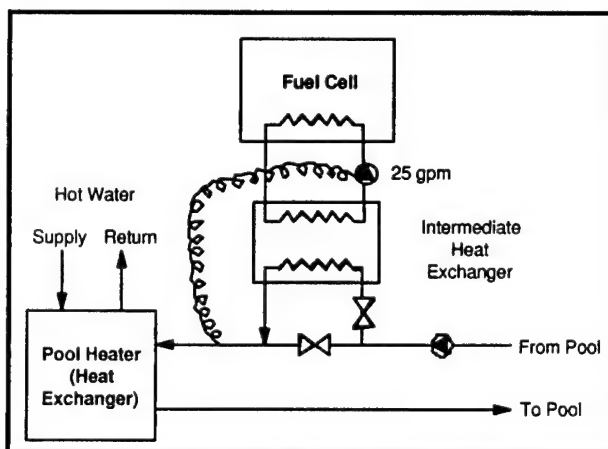 Fuel Cell
25 gpm
Hot Water
Supply Return
Intermediate
Heat
Exchanger
Pool Heater
(Heat
Exchanger)
From Pool
To Pool